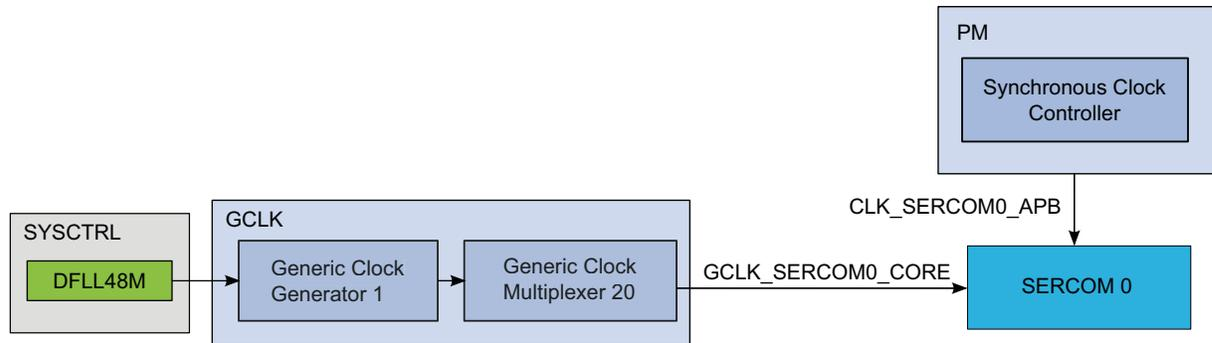 PM
Synchronous Clock
Controller
CLK_SERCOM0_APB
SYSCTRL
DFLL48M
GCLK
Generic Clock
Generator 1
Generic Clock
Multiplexer 20
GCLK_SERCOM0_CORE
SERCOM 0